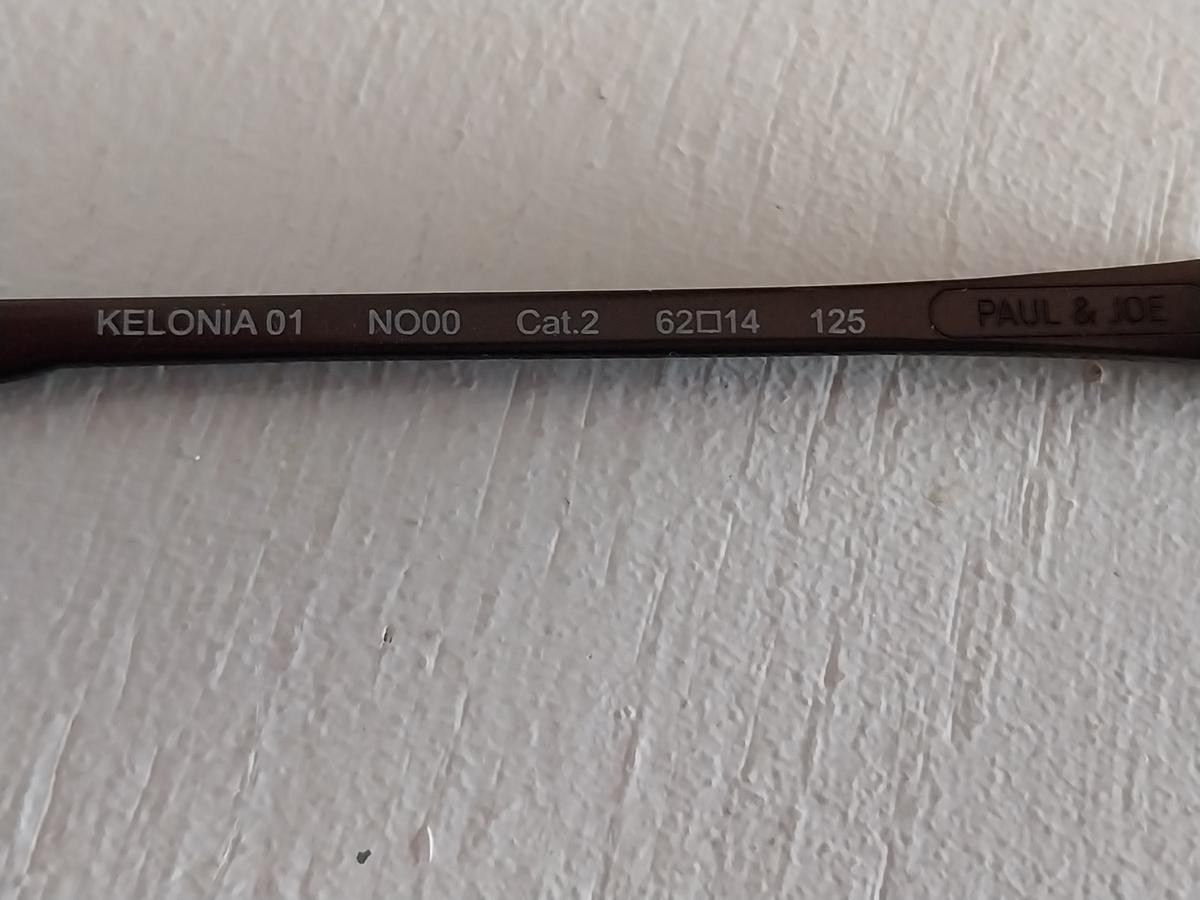 KELONIA 01 NO00 Cat.2 62□14 125 PAUL & JOE